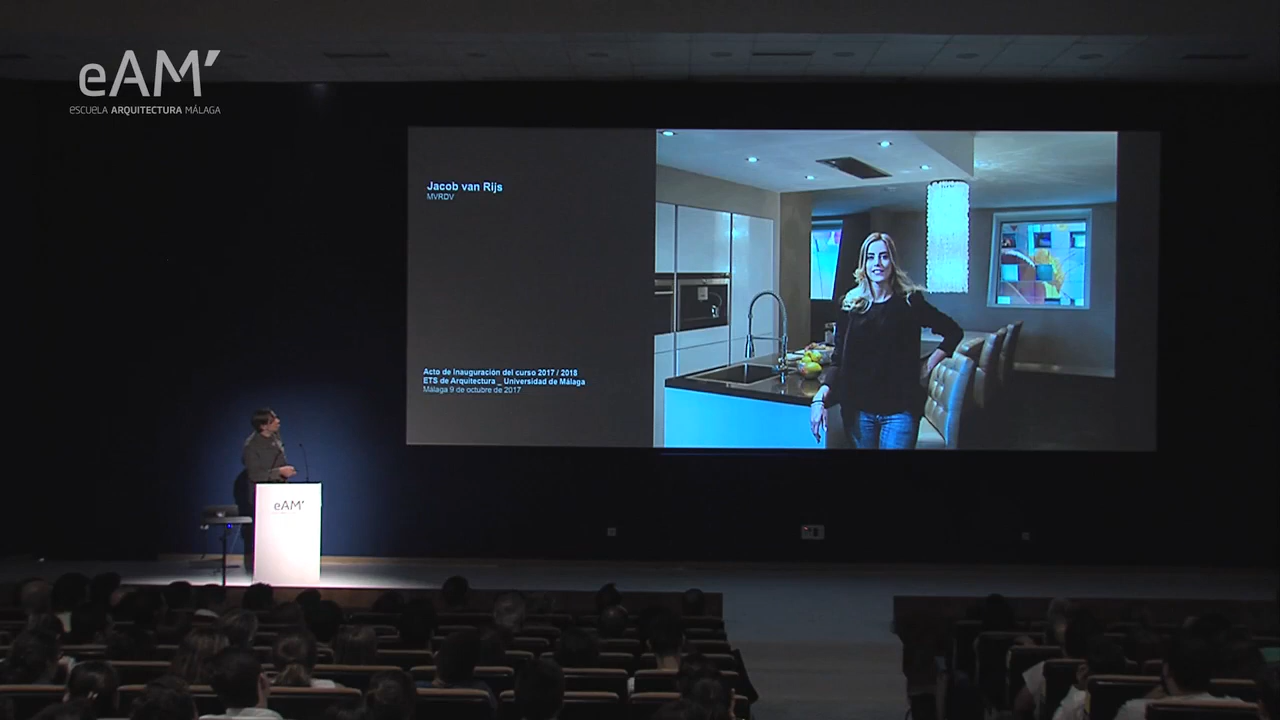 eAM'
ESCUELA ARQUITECTURA MÁLAGA
Jacob van Rijs
MVRDV
Acto de Inauguración del curso 2017 / 2018
ETS de Arquitectura _ Universidad de Málaga
Málaga 9 de octubre de 2017
eAM'